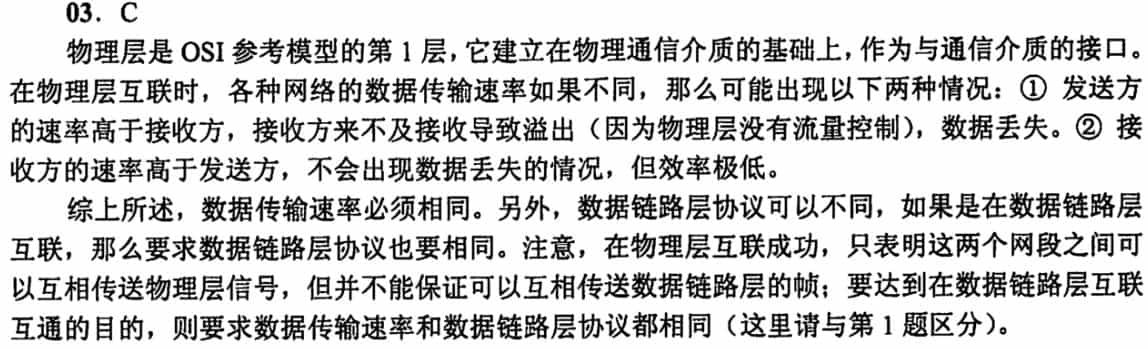 03. C
物理层是 OSI 参考模型的第 1 层,它建立在物理通信介质的基础上,作为与通信介质的接口。
在物理层互联时,各种网络的数据传输速率如果不同,那么可能出现以下两种情况:① 发送方
的速率高于接收方,接收方来不及接收导致溢出(因为物理层没有流量控制),数据丢失。② 接
收方的速率高于发送方,不会出现数据丢失的情况,但效率极低。
综上所述,数据传输速率必须相同。另外,数据链路层协议可以不同,如果是在数据链路层
互联,那么要求数据链路层协议也要相同。注意,在物理层互联成功,只表明这两个网段之间可
以互相传送物理层信号,但并不能保证可以互相传送数据链路层的帧;要达到在数据链路层互联
互通的目的,则要求数据传输速率和数据链路层协议都相同(这里请与第 1 题区分)。